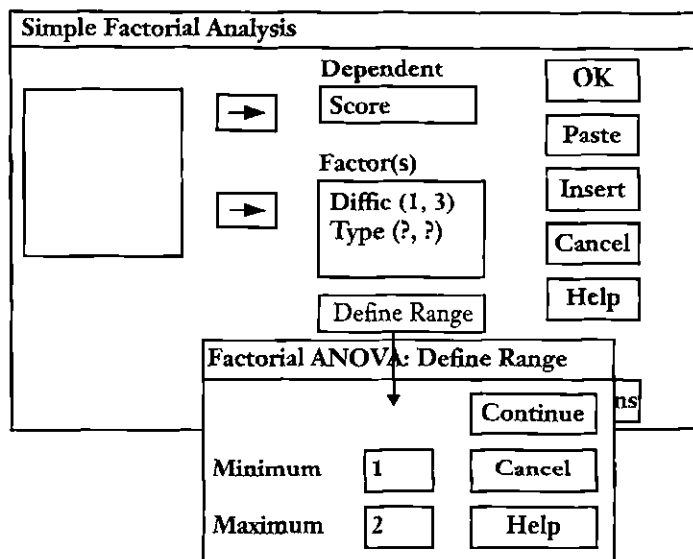 Simple Factorial Analysis
Dependent
Score
Factor(s)
Diffic (1, 3)
Type (?, ?)
Define Range
OK
Paste
Insert
Cancel
Help
Factorial ANOVA: Define Range
Continue
Minimum 1
Cancel
Maximum 2
Help